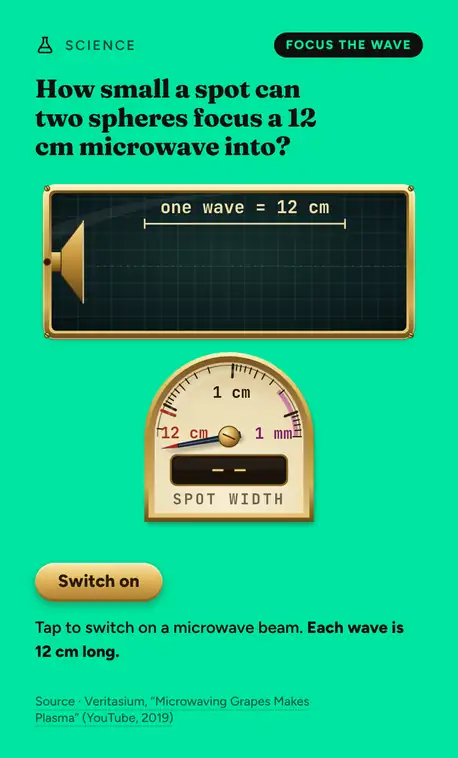 SCIENCE
FOCUS THE WAVE
How small a spot can
two spheres focus a 12
cm microwave into?
one wave = 12 cm
1 cm
12 cm
1 mm
– –
SPOT WIDTH
Switch on
Tap to switch on a microwave beam. Each wave is
12 cm long.
Source · Veritasium, “Microwaving Grapes Makes
Plasma” (YouTube, 2019)